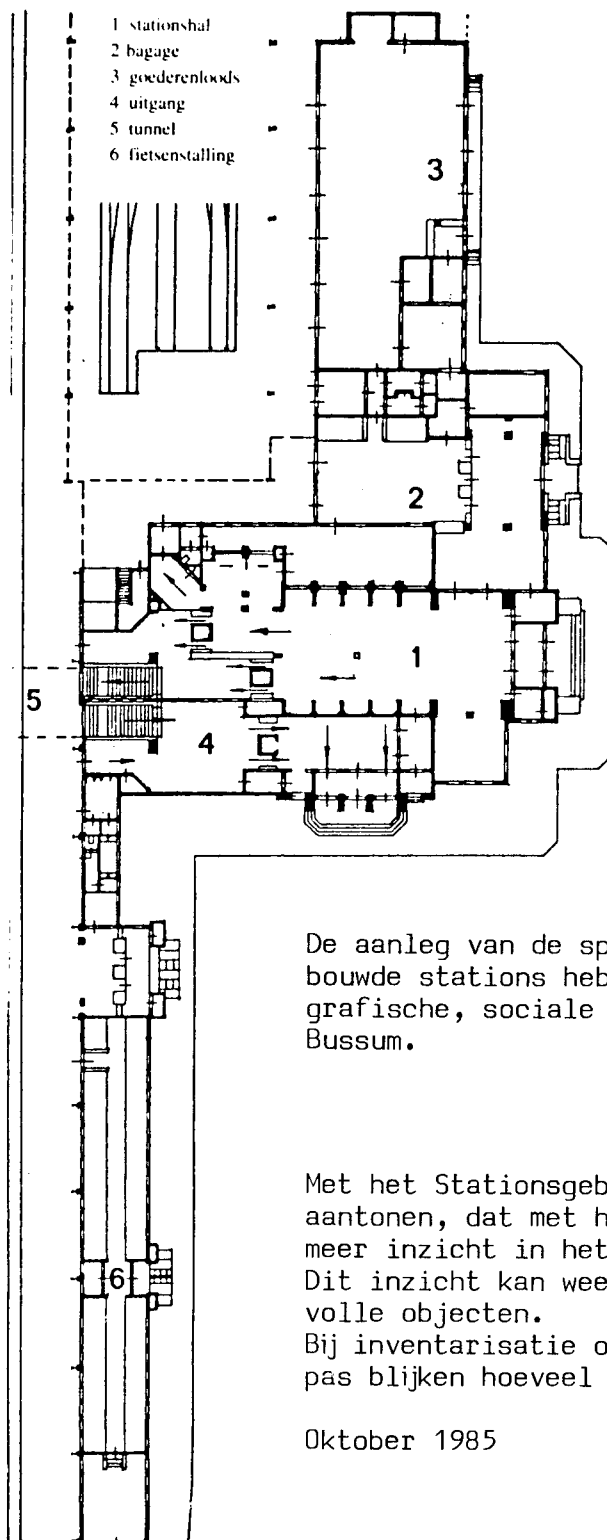 1 stationshal
2 bagage
3 goederenloods
4 uitgang
5 tunnel
6 fietsenstalling
3
2
1
5
4
6
De aanleg van de sp
bouwde stations heb
grafische, sociale
Bussum.
Met het Stationsgeb
aantonen, dat met h
meer inzicht in het
Dit inzicht kan wee
volle objecten.
Bij inventarisatie o
pas blijken hoeveel
Oktober 1985